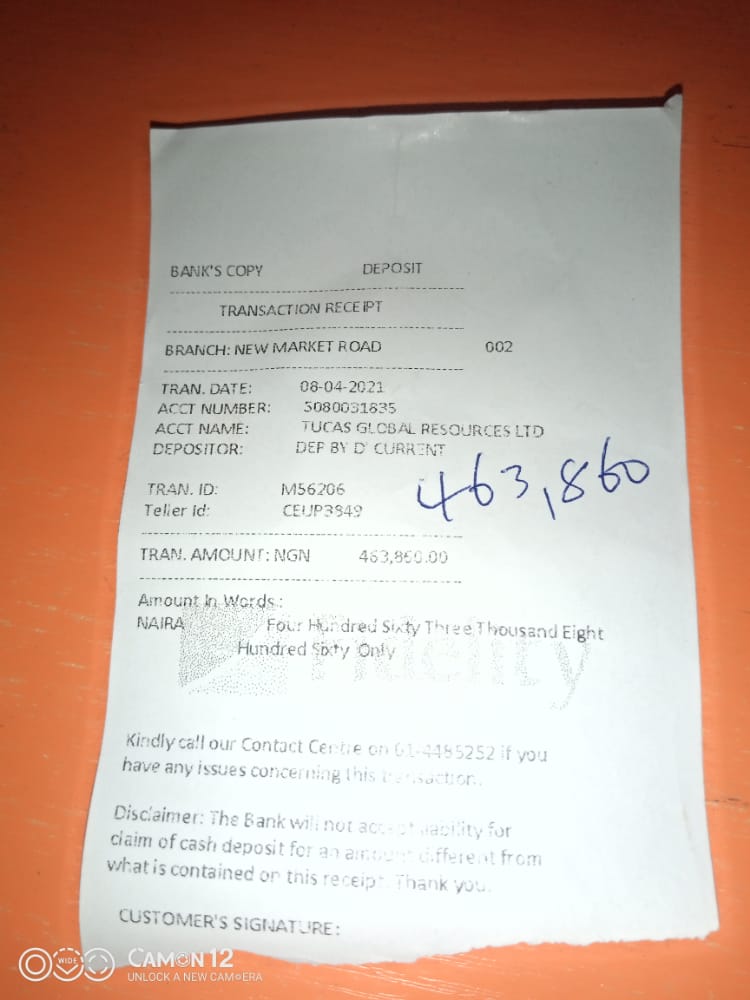 BANK'S COPY DEPOSIT
TRANSACTION RECEIPT
BRANCH: NEW MARKET ROAD 002
TRAN. DATE: 08-04-2021
ACCT NUMBER: 5080031835
ACCT NAME: TUCAS GLOBAL RESOURCES LTD
DEPOSITOR: DEP BY D' CURRENT
463,860
TRAN. ID: M56206
Teller Id: CEUP3849
TRAN. AMOUNT: NGN 463,860.00
Amount In Words:
NAIRA Four Hundred Sixty Three Thousand Eight
Hundred Sixty Only
Fidelity
Kindly call our Contact Centre on 01-4485252 if you
have any issues concerning this transaction.
Disclaimer: The Bank will not accept liability for
claim of cash deposit for an amount different from
what is contained on this receipt. Thank you.
CUSTOMER'S SIGNATURE:
WIDE CAMON 12
UNLOCK A NEW CAMERA